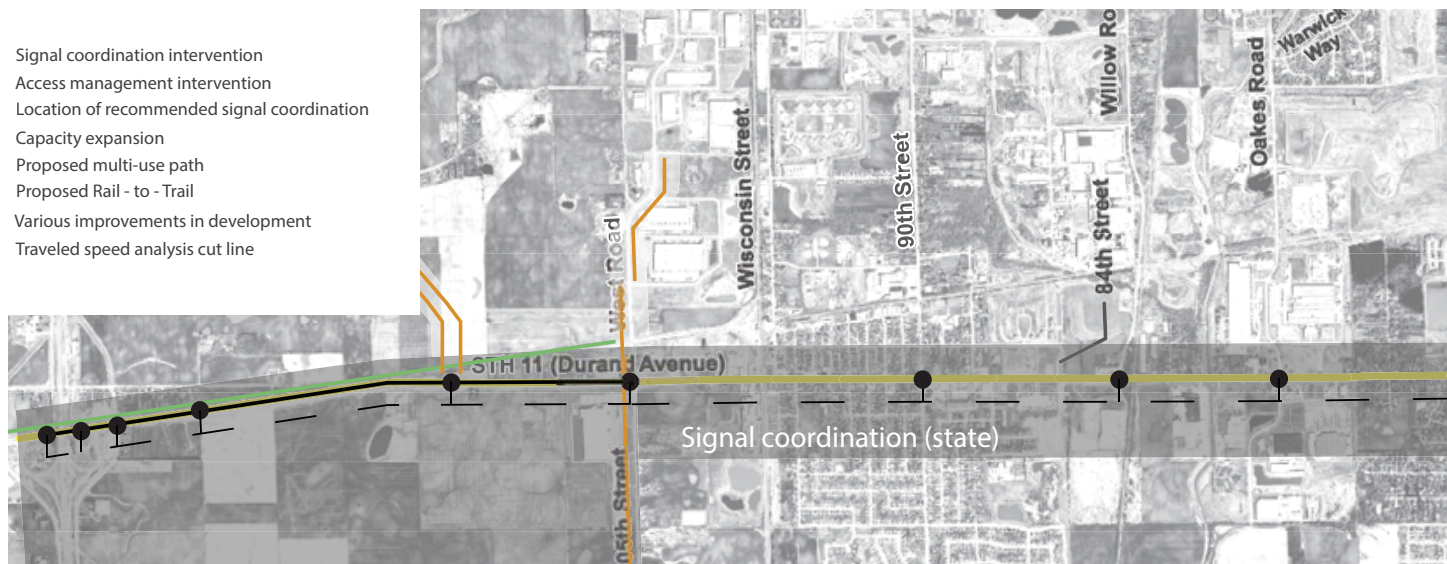 Signal coordination intervention
Access management intervention
Location of recommended signal coordination
Capacity expansion
Proposed multi-use path
Proposed Rail - to - Trail
Various improvements in development
Traveled speed analysis cut line
Willow Ro
Warwick
Way
Oakes Road
Wisconsin Street
90th Street
84th Street
West Road
STH 11 (Durand Avenue)
Signal coordination (state)
05th Street